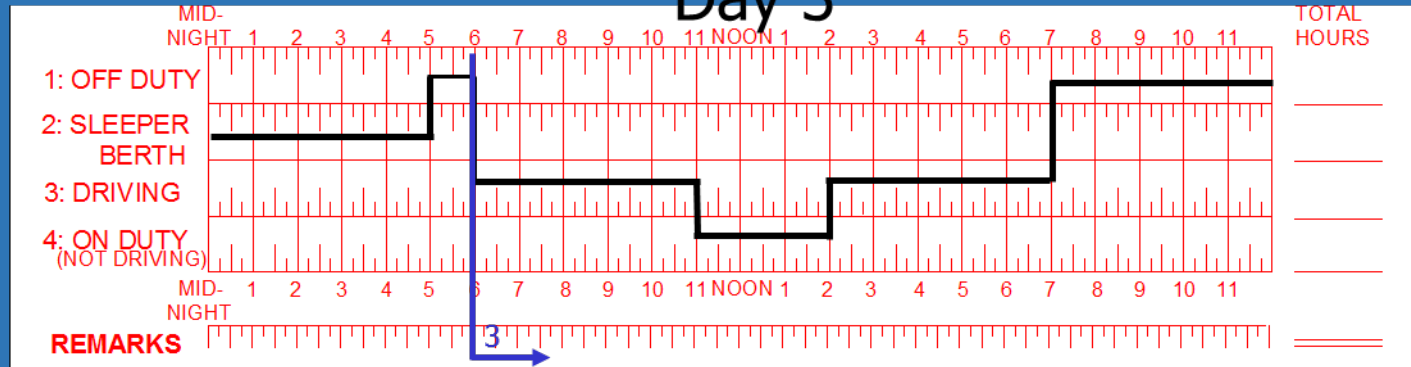 Day
MID- TOTAL
NIGHT 1 2 3 4 5 6 7 8 9 10 11 NOON 1 2 3 4 5 6 7 8 9 10 11 HOURS
1: OFF DUTY
2: SLEEPER
BERTH
3: DRIVING
4: ON DUTY
(NOT DRIVING)
MID- 1 2 3 4 5 6 7 8 9 10 11 NOON 1 2 3 4 5 6 7 8 9 10 11
NIGHT
REMARKS 3